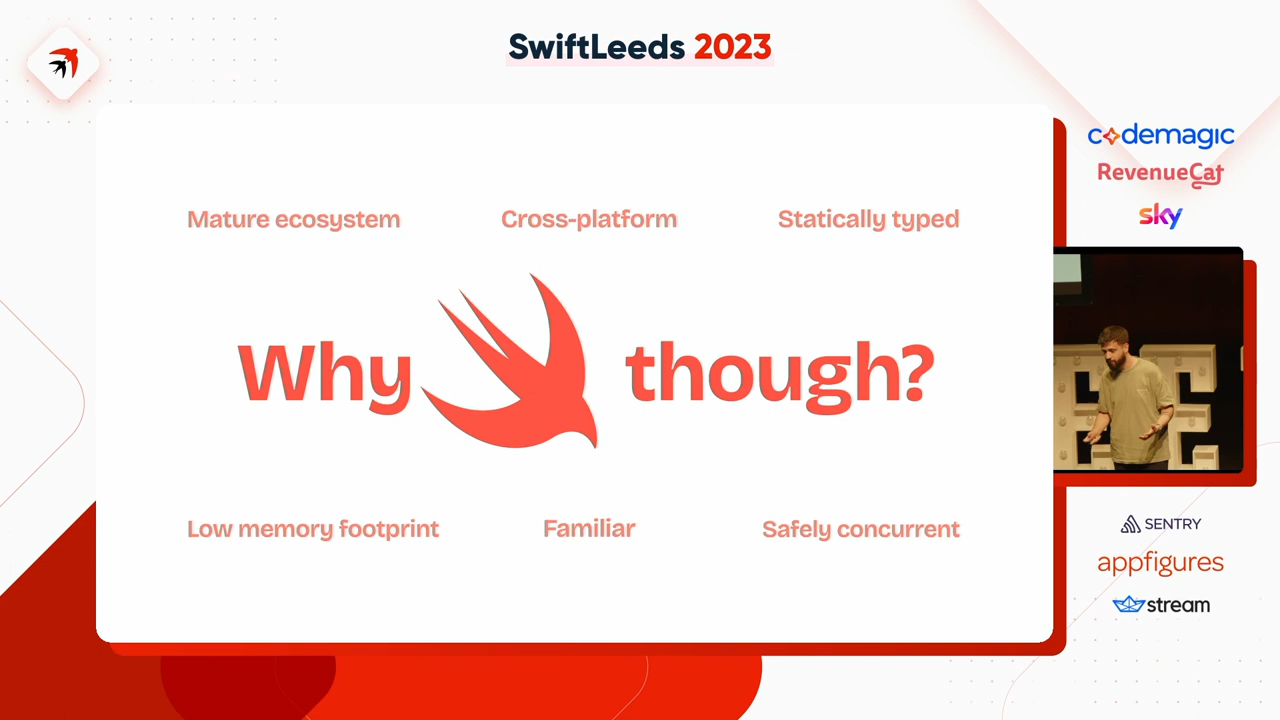 SwiftLeeds 2023
codemagic
RevenueCat
sky
Mature ecosystem
Cross-platform
Statically typed
Why though?
Low memory footprint
Familiar
Safely concurrent
SENTRY
appfigures
stream